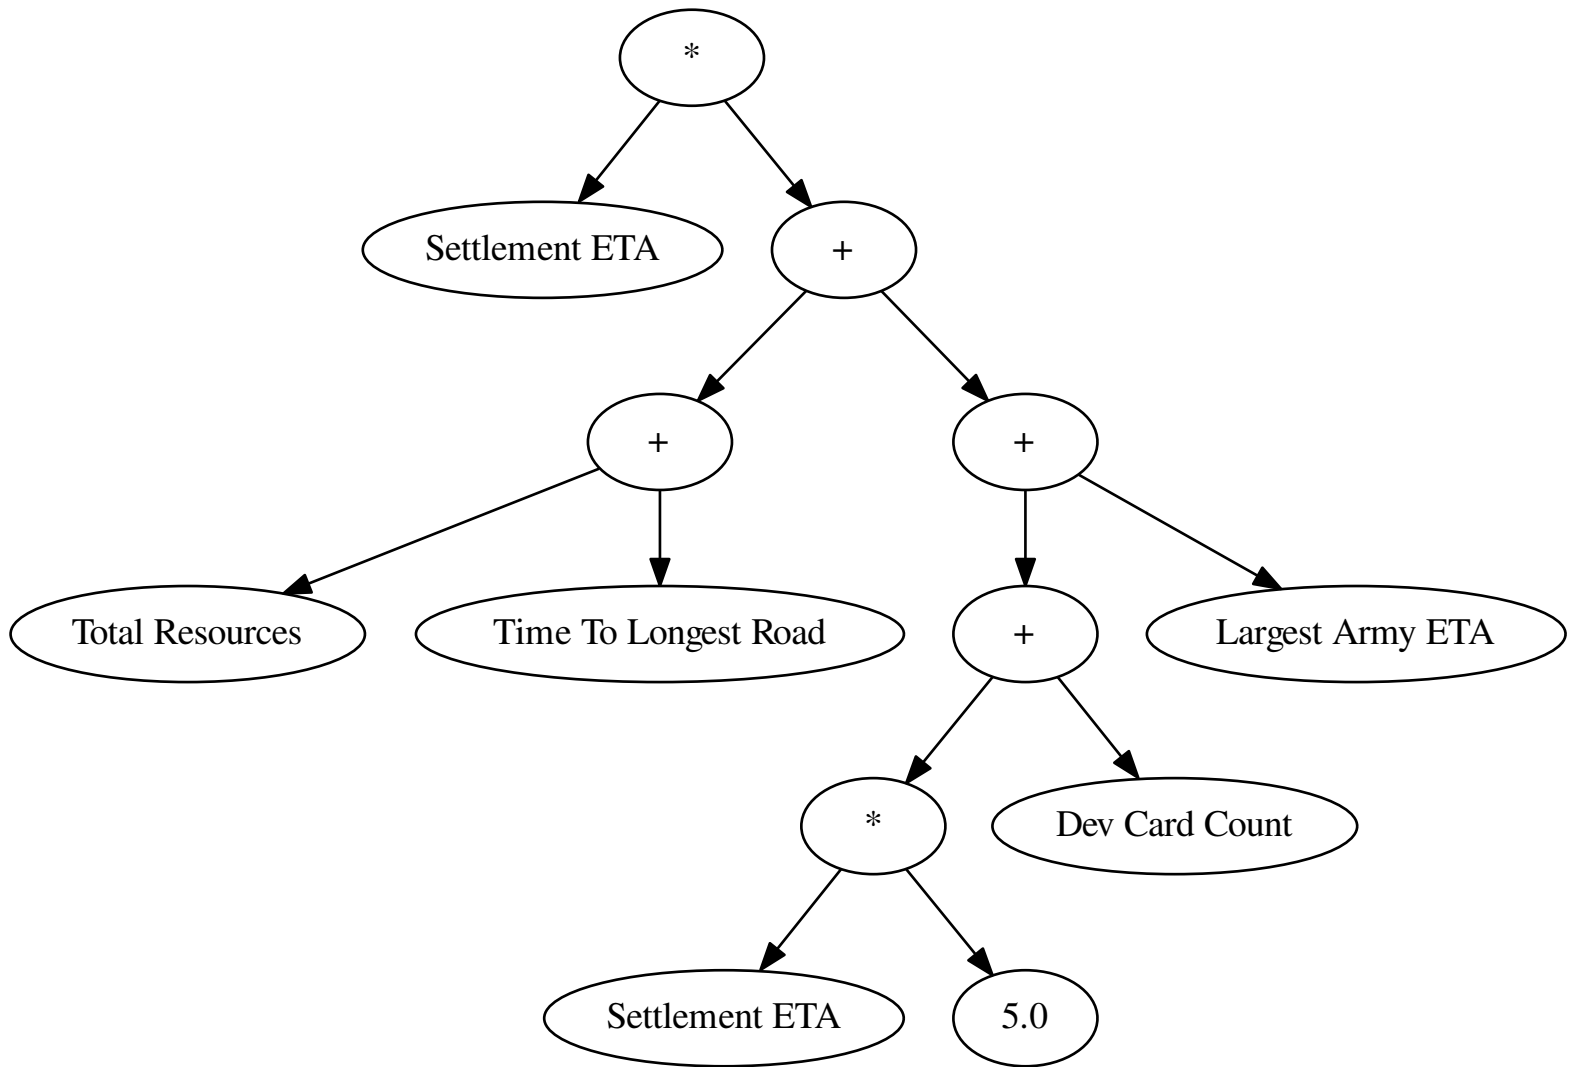 *
Settlement ETA
+
+
+
Total Resources
Time To Longest Road
+
Largest Army ETA
*
Dev Card Count
Settlement ETA
5.0